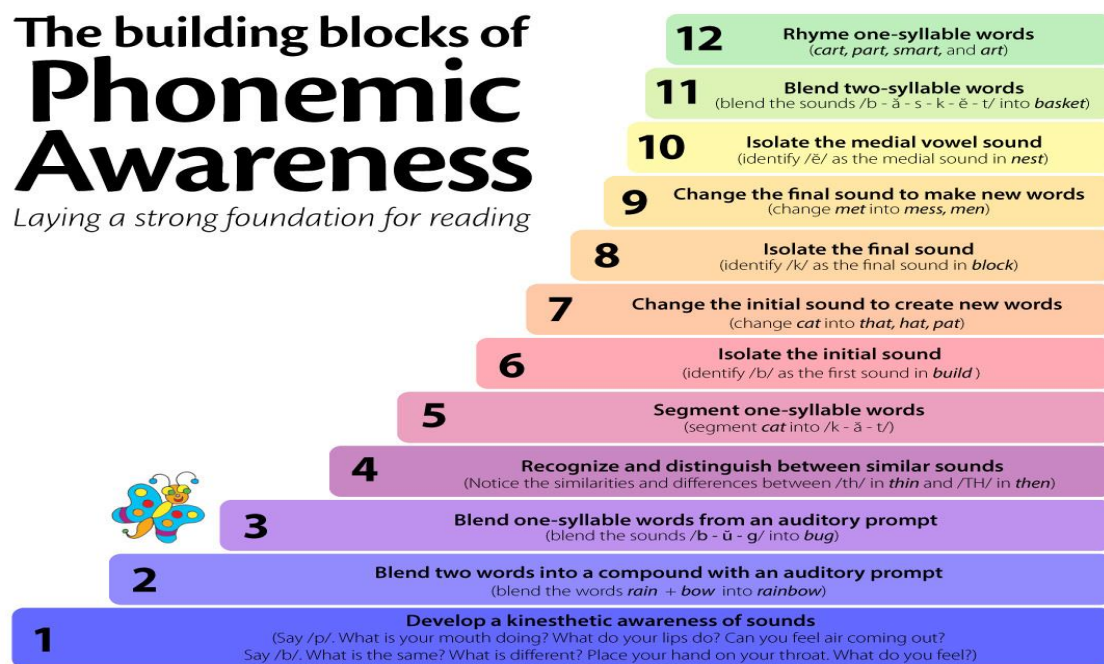 The building blocks of
Phonemic
Awareness
Laying a strong foundation for reading
12 Rhyme one-syllable words
(cart, part, smart, and art)
11 Blend two-syllable words
(blend the sounds /b - ă - s - k - ĕ - t/ into basket)
10 Isolate the medial vowel sound
(identify /ĕ/ as the medial sound in nest)
9 Change the final sound to make new words
(change met into mess, men)
8 Isolate the final sound
(identify /k/ as the final sound in block)
7 Change the initial sound to create new words
(change cat into that, hat, pat)
6 Isolate the initial sound
(identify /b/ as the first sound in build )
5 Segment one-syllable words
(segment cat into /k - ă - t/)
4 Recognize and distinguish between similar sounds
(Notice the similarities and differences between /th/ in thin and /TH/ in then)
3 Blend one-syllable words from an auditory prompt
(blend the sounds /b - ŭ - g/ into bug)
2 Blend two words into a compound with an auditory prompt
(blend the words rain + bow into rainbow)
1 Develop a kinesthetic awareness of sounds
(Say /p/. What is your mouth doing? What do your lips do? Can you feel air coming out?
Say /b/. What is the same? What is different? Place your hand on your throat. What do you feel?)